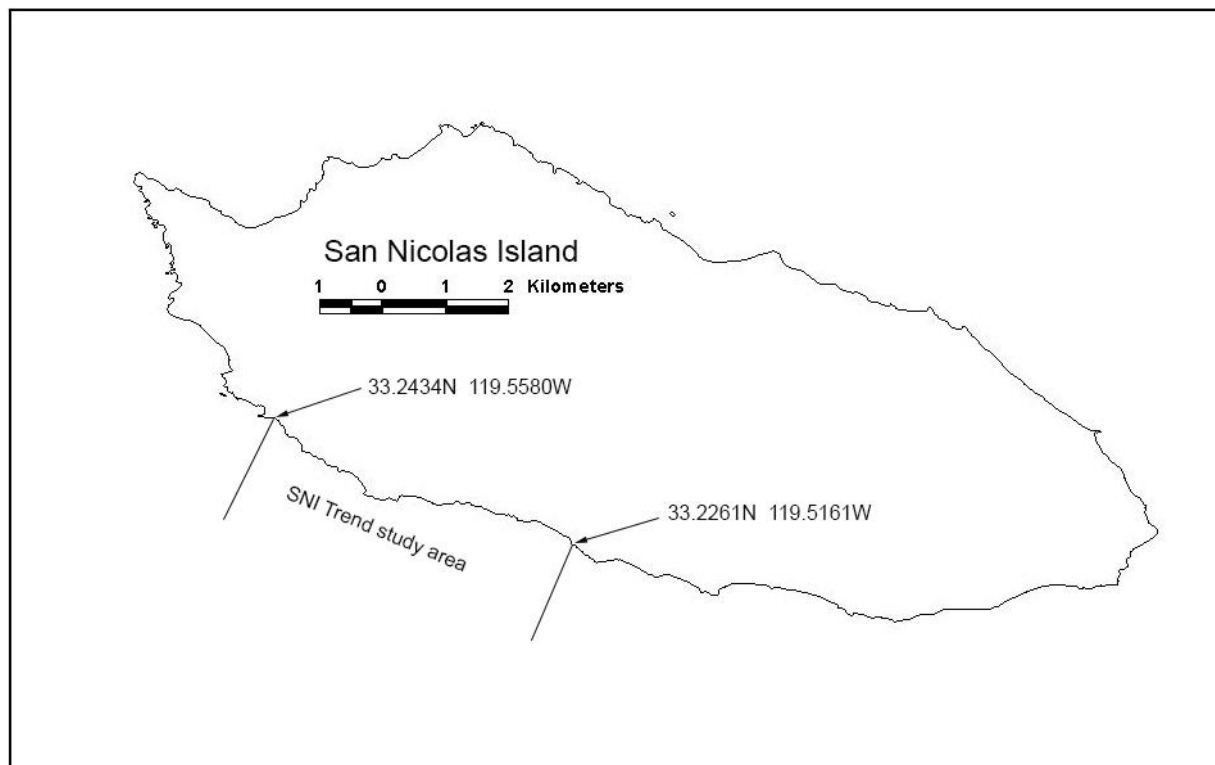 San Nicolas Island
1 0 1 2 Kilometers
33.2434N 119.5580W
SNI Trend study area
33.2261N 119.5161W